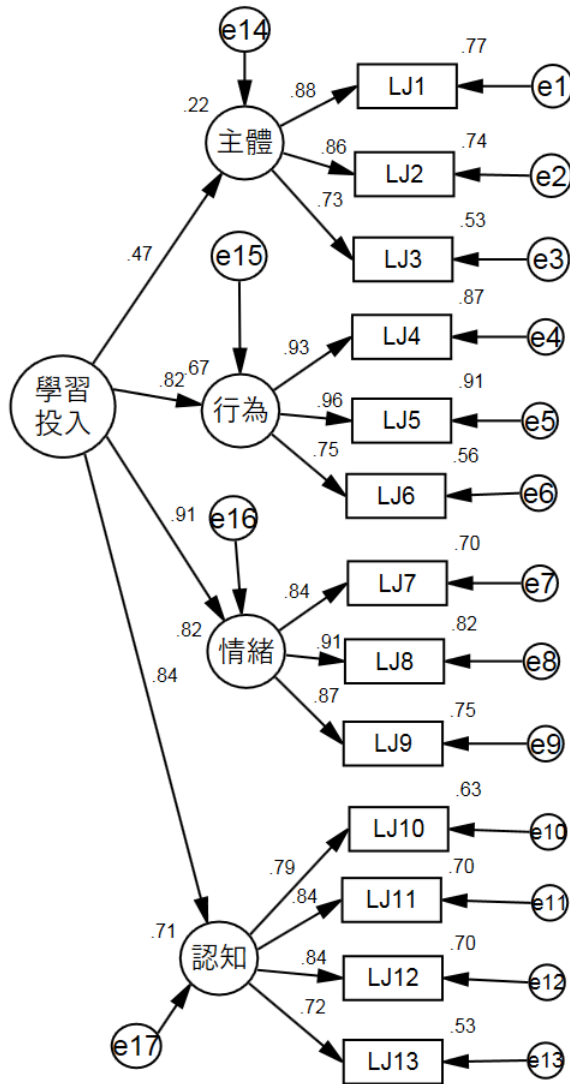 e14
.77
.88
LJ1
e1
.22
主體
.74
.86
LJ2
e2
.73
.53
.47
e15
LJ3
e3
.87
.93
LJ4
e4
.67
.82
學習
投入
行為
.96
.91
LJ5
e5
.75
.56
LJ6
e6
.91
e16
.70
.84
LJ7
e7
.82
情緒
.82
.91
LJ8
e8
.84
.87
.75
LJ9
e9
.63
LJ10
e10
.79
.70
.84
LJ11
e11
.71
認知
.70
.84
LJ12
e12
.72
.53
e17
LJ13
e13